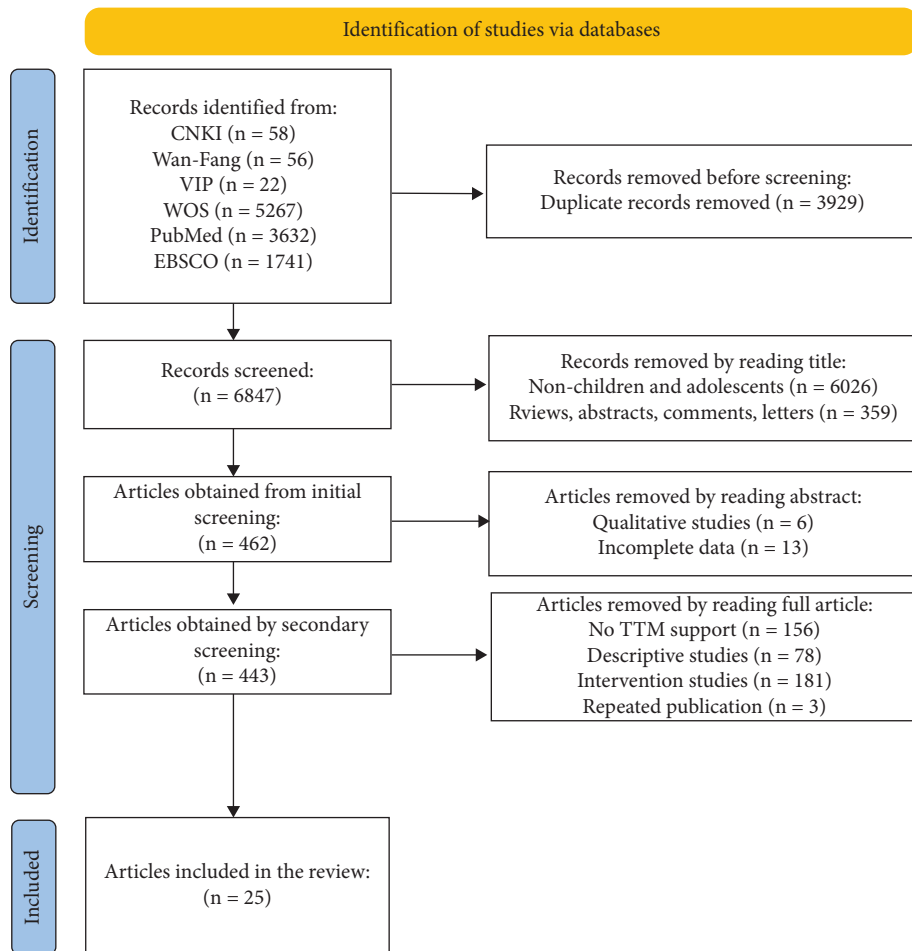 Identification of studies via databases
Identification
Records identified from:
CNKI (n = 58)
Wan-Fang (n = 56)
VIP (n = 22)
WOS (n = 5267)
PubMed (n = 3632)
EBSCO (n = 1741)
Records removed before screening:
Duplicate records removed (n = 3929)
Screening
Records screened:
(n = 6847)
Records removed by reading title:
Non-children and adolescents (n = 6026)
Rviews, abstracts, comments, letters (n = 359)
Articles obtained from initial
screening:
(n = 462)
Articles removed by reading abstract:
Qualitative studies (n = 6)
Incomplete data (n = 13)
Articles obtained by secondary
screening:
(n = 443)
Articles removed by reading full article:
No TTM support (n = 156)
Descriptive studies (n = 78)
Intervention studies (n = 181)
Repeated publication (n = 3)
Included
Articles included in the review:
(n = 25)